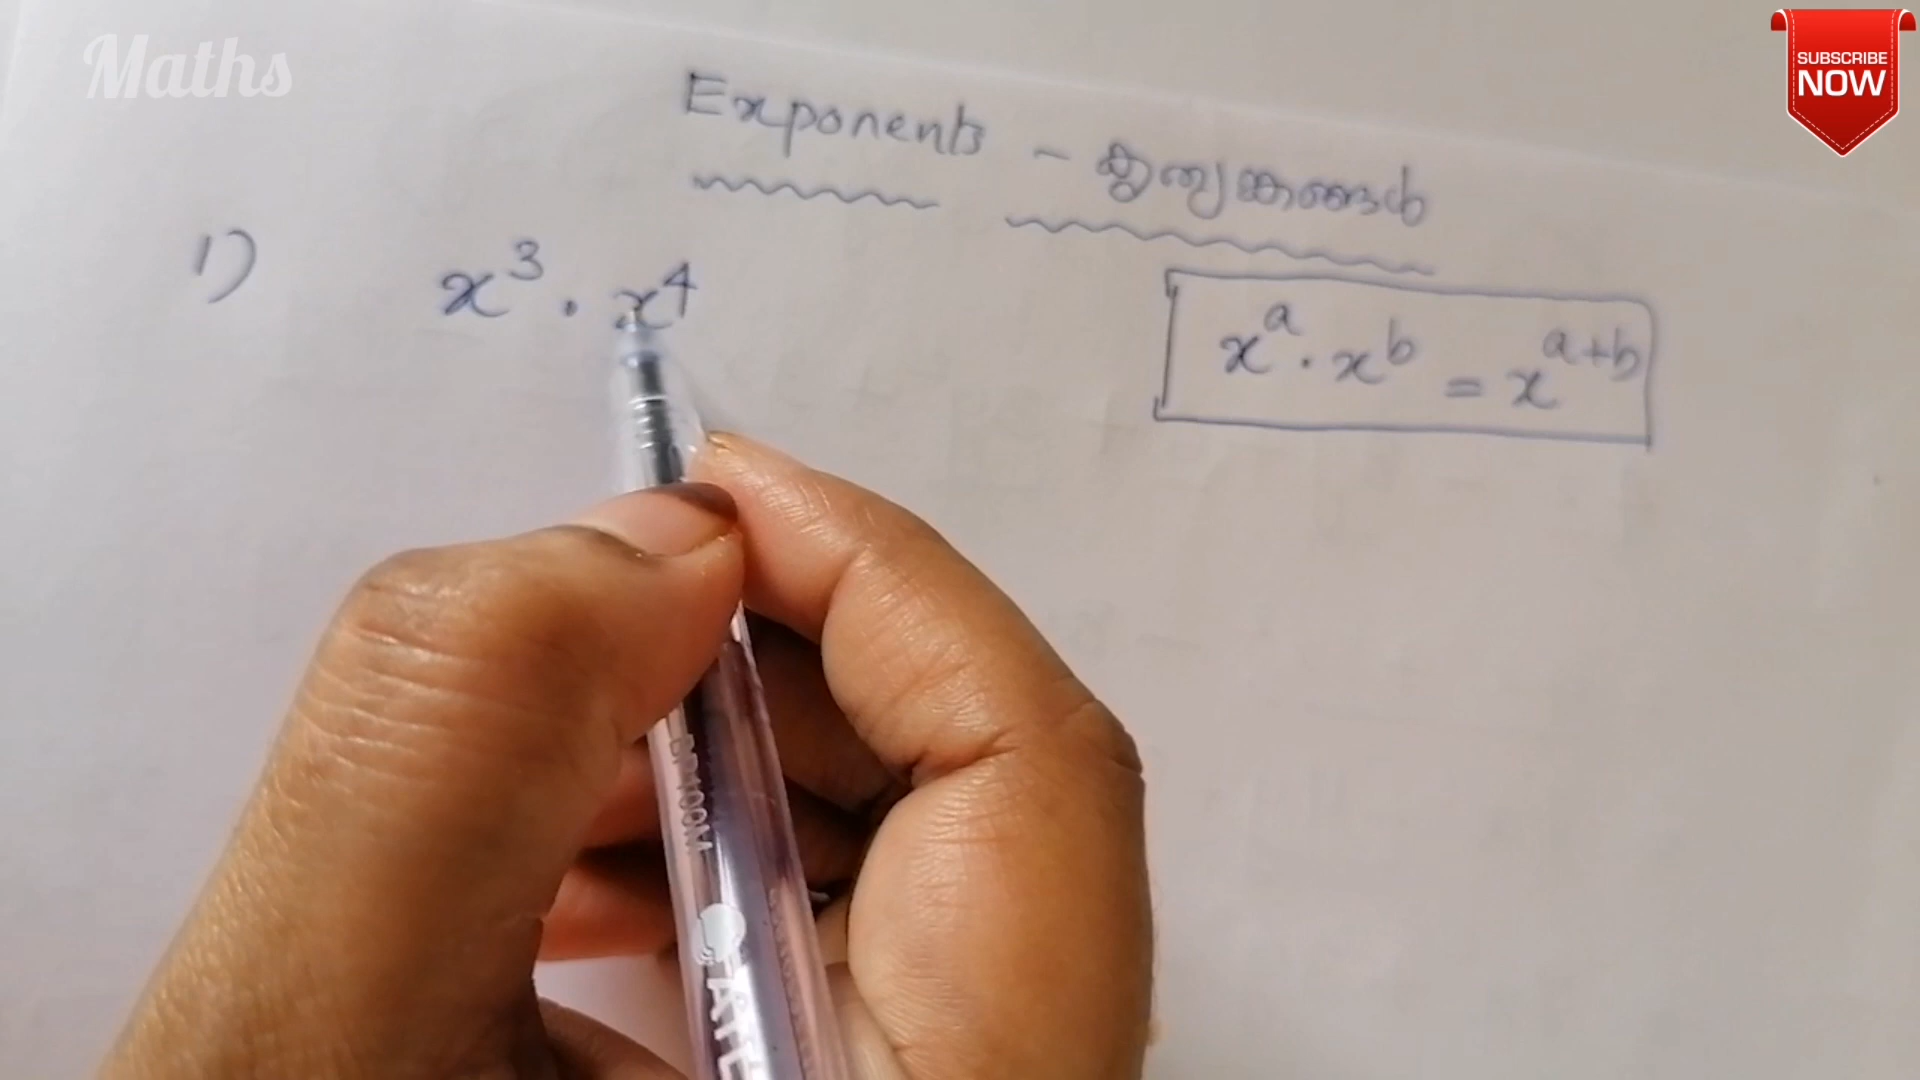 Maths
SUBSCRIBE
NOW
Exponents - കൃത്യങ്കങ്ങൾ
1) x³ · x⁴
xᵃ · xᵇ = xᵃ⁺ᵇ